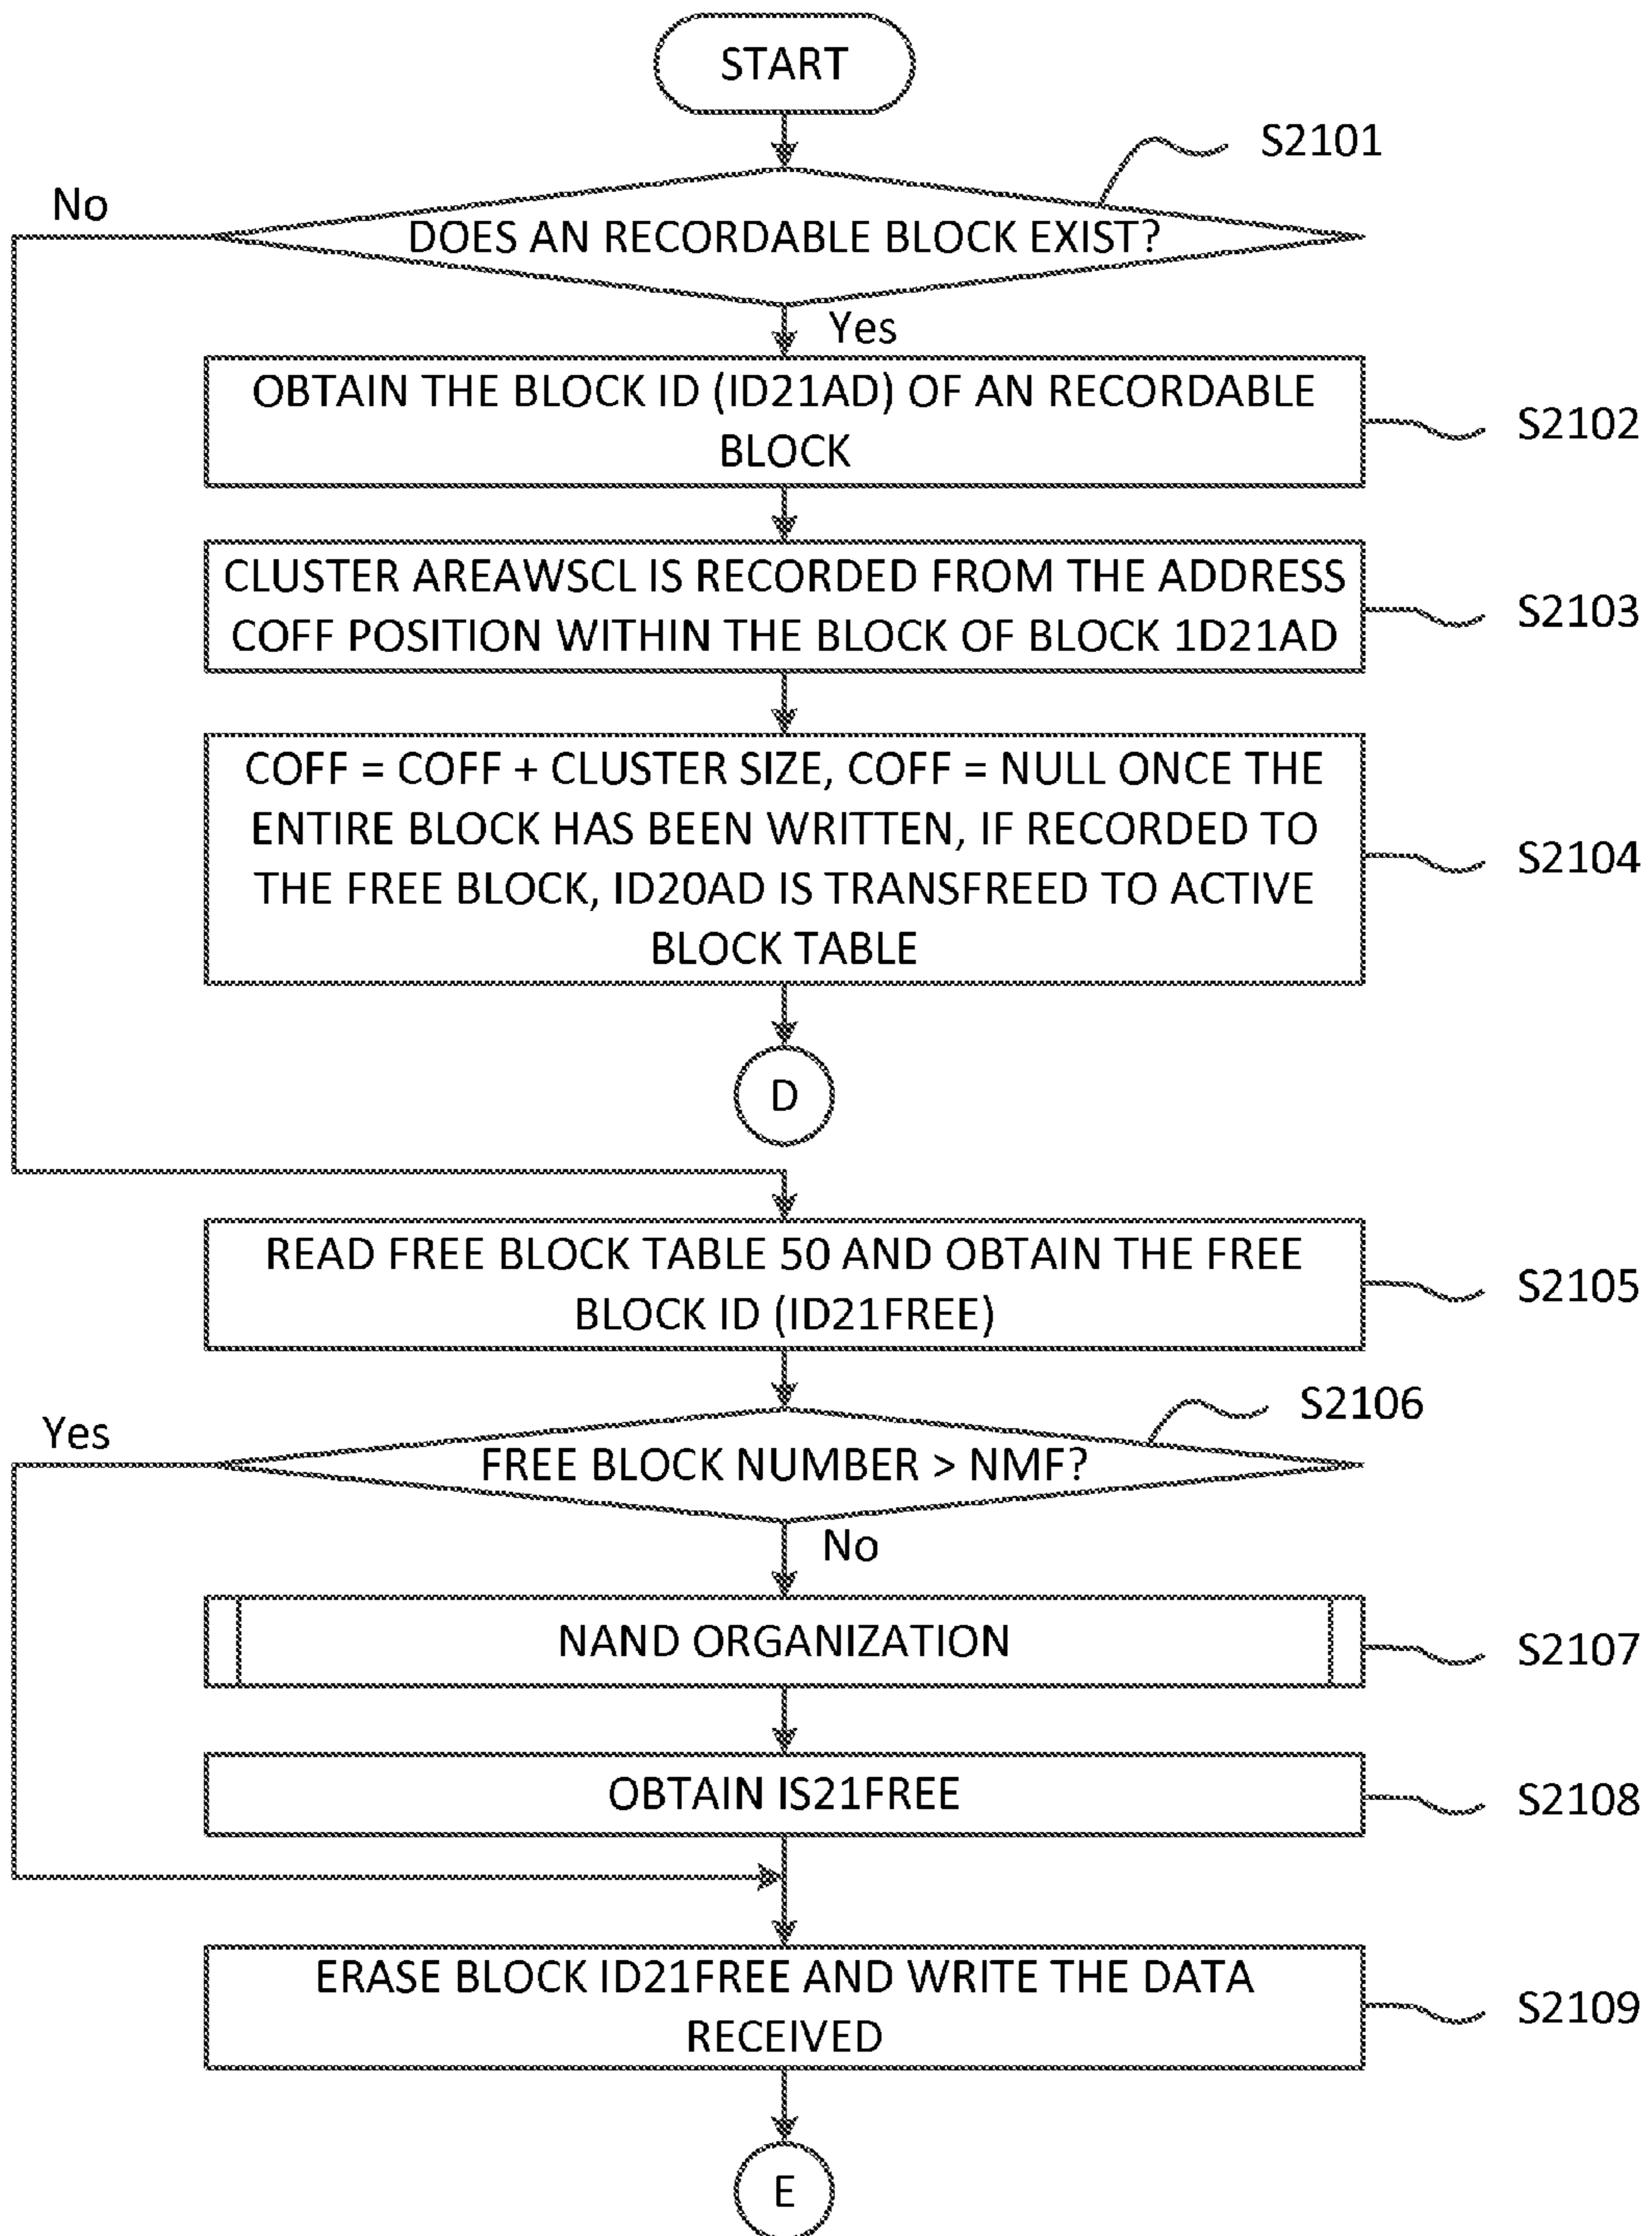 START
S2101
No
DOES AN RECORDABLE BLOCK EXIST?
Yes
OBTAIN THE BLOCK ID (ID21AD) OF AN RECORDABLE
BLOCK
S2102
CLUSTER AREAWSCL IS RECORDED FROM THE ADDRESS
COFF POSITION WITHIN THE BLOCK OF BLOCK 1D21AD
S2103
COFF = COFF + CLUSTER SIZE, COFF = NULL ONCE THE
ENTIRE BLOCK HAS BEEN WRITTEN, IF RECORDED TO
THE FREE BLOCK, ID20AD IS TRANSFREED TO ACTIVE
BLOCK TABLE
S2104
D
READ FREE BLOCK TABLE 50 AND OBTAIN THE FREE
BLOCK ID (ID21FREE)
S2105
S2106
Yes
FREE BLOCK NUMBER > NMF?
No
NAND ORGANIZATION
S2107
OBTAIN IS21FREE
S2108
ERASE BLOCK ID21FREE AND WRITE THE DATA
RECEIVED
S2109
E